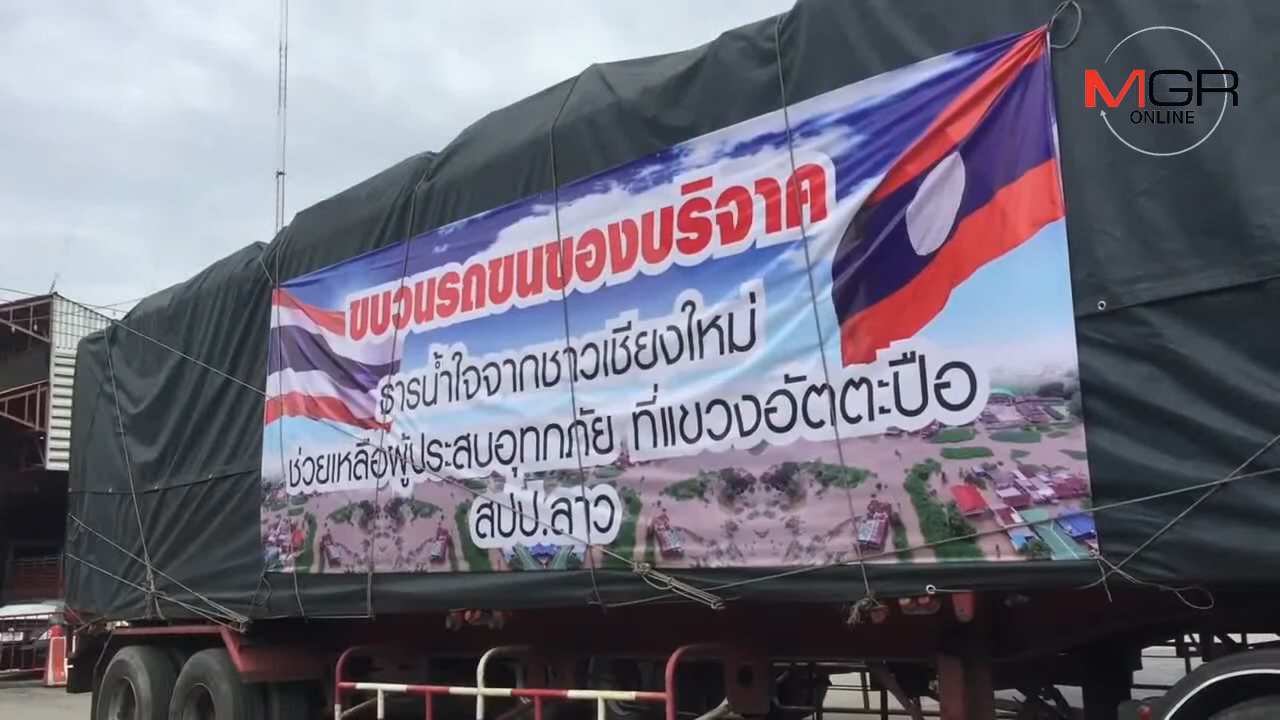 MGR
ONLINE
ขบวนรถขนของบริจาค
ธารน้ำใจจากชาวเชียงใหม่
ช่วยเหลือผู้ประสบอุทกภัย ที่แขวงอัตตะปือ
สปป.ลาว